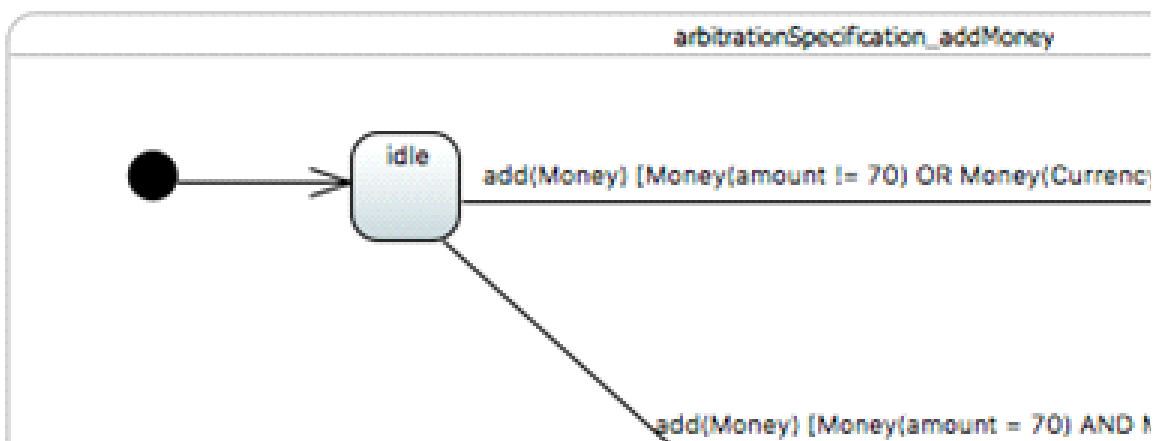 arbitrationSpecification_addMoney
idle
add(Money) [Money(amount != 70) OR Money(Currency
add(Money) [Money(amount = 70) AND M